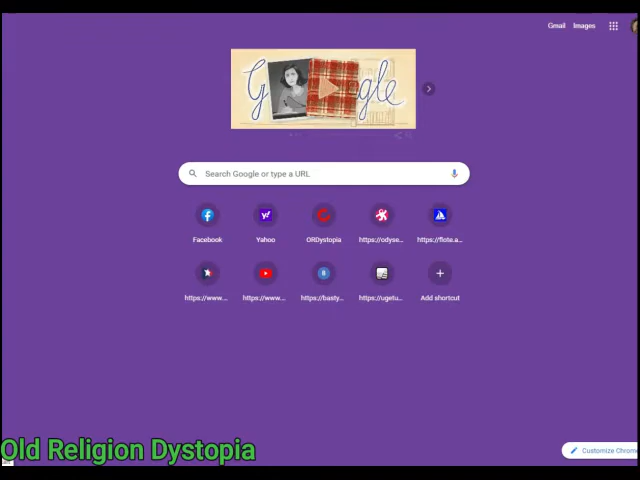 Gmail Images
Google
Search Google or type a URL
Facebook Yahoo ORDystopia https://odyse... https://flote.a...
https://www.... https://www.... https://basty... https://ugetu... Add shortcut
Customize Chrome
Old Religion Dystopia